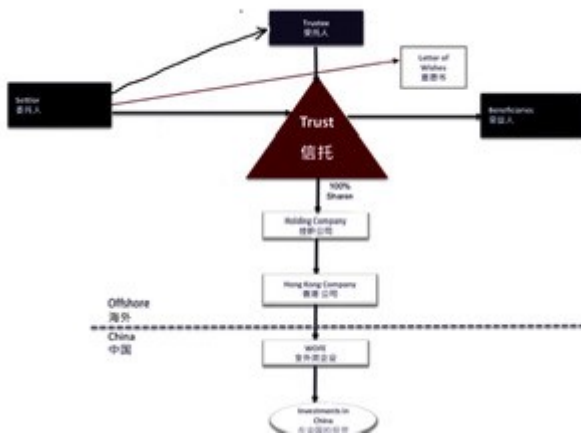 Trustee
受托人
Letter of
Wishes
意愿书
Settlor
委托人
Trust
信托
Beneficiaries
受益人
100%
Shares
Holding Company
控股公司
Hong Kong Company
香港公司
Offshore
海外
China
中国
WOFE
外商企业
Investments in
China